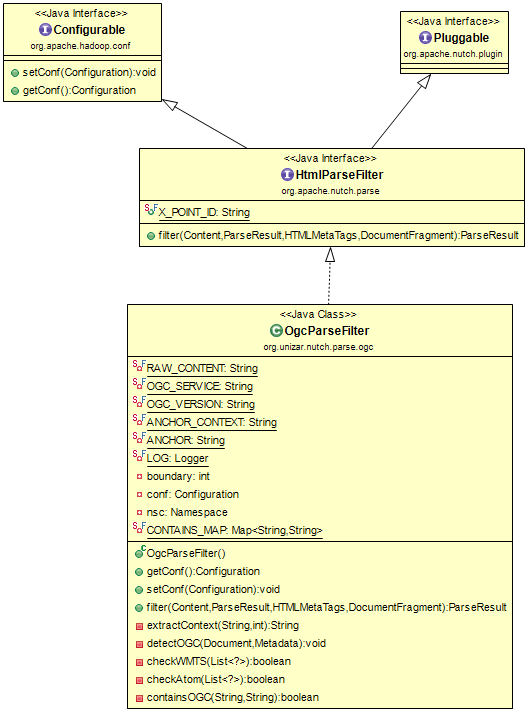 <<Java Interface>>
I Configurable
org.apache.hadoop.conf
setConf(Configuration):void
getConf():Configuration
<<Java Interface>>
I Pluggable
org.apache.nutch.plugin
<<Java Interface>>
I HtmlParseFilter
org.apache.nutch.parse
S F X_POINT_ID: String
filter(Content,ParseResult,HTMLMetaTags,DocumentFragment):ParseResult
<<Java Class>>
C OgcParseFilter
org.unizar.nutch.parse.ogc
S F RAW_CONTENT: String
S F OGC_SERVICE: String
S F OGC_VERSION: String
S F ANCHOR_CONTEXT: String
S F ANCHOR: String
S F LOG: Logger
boundary: int
conf: Configuration
nsc: Namespace
S F CONTAINS_MAP: Map<String,String>
C OgcParseFilter()
getConf():Configuration
setConf(Configuration):void
filter(Content,ParseResult,HTMLMetaTags,DocumentFragment):ParseResult
extractContext(String,int):String
detectOGC(Document,Metadata):void
checkWMTS(List<?>):boolean
checkAtom(List<?>):boolean
containsOGC(String,String):boolean